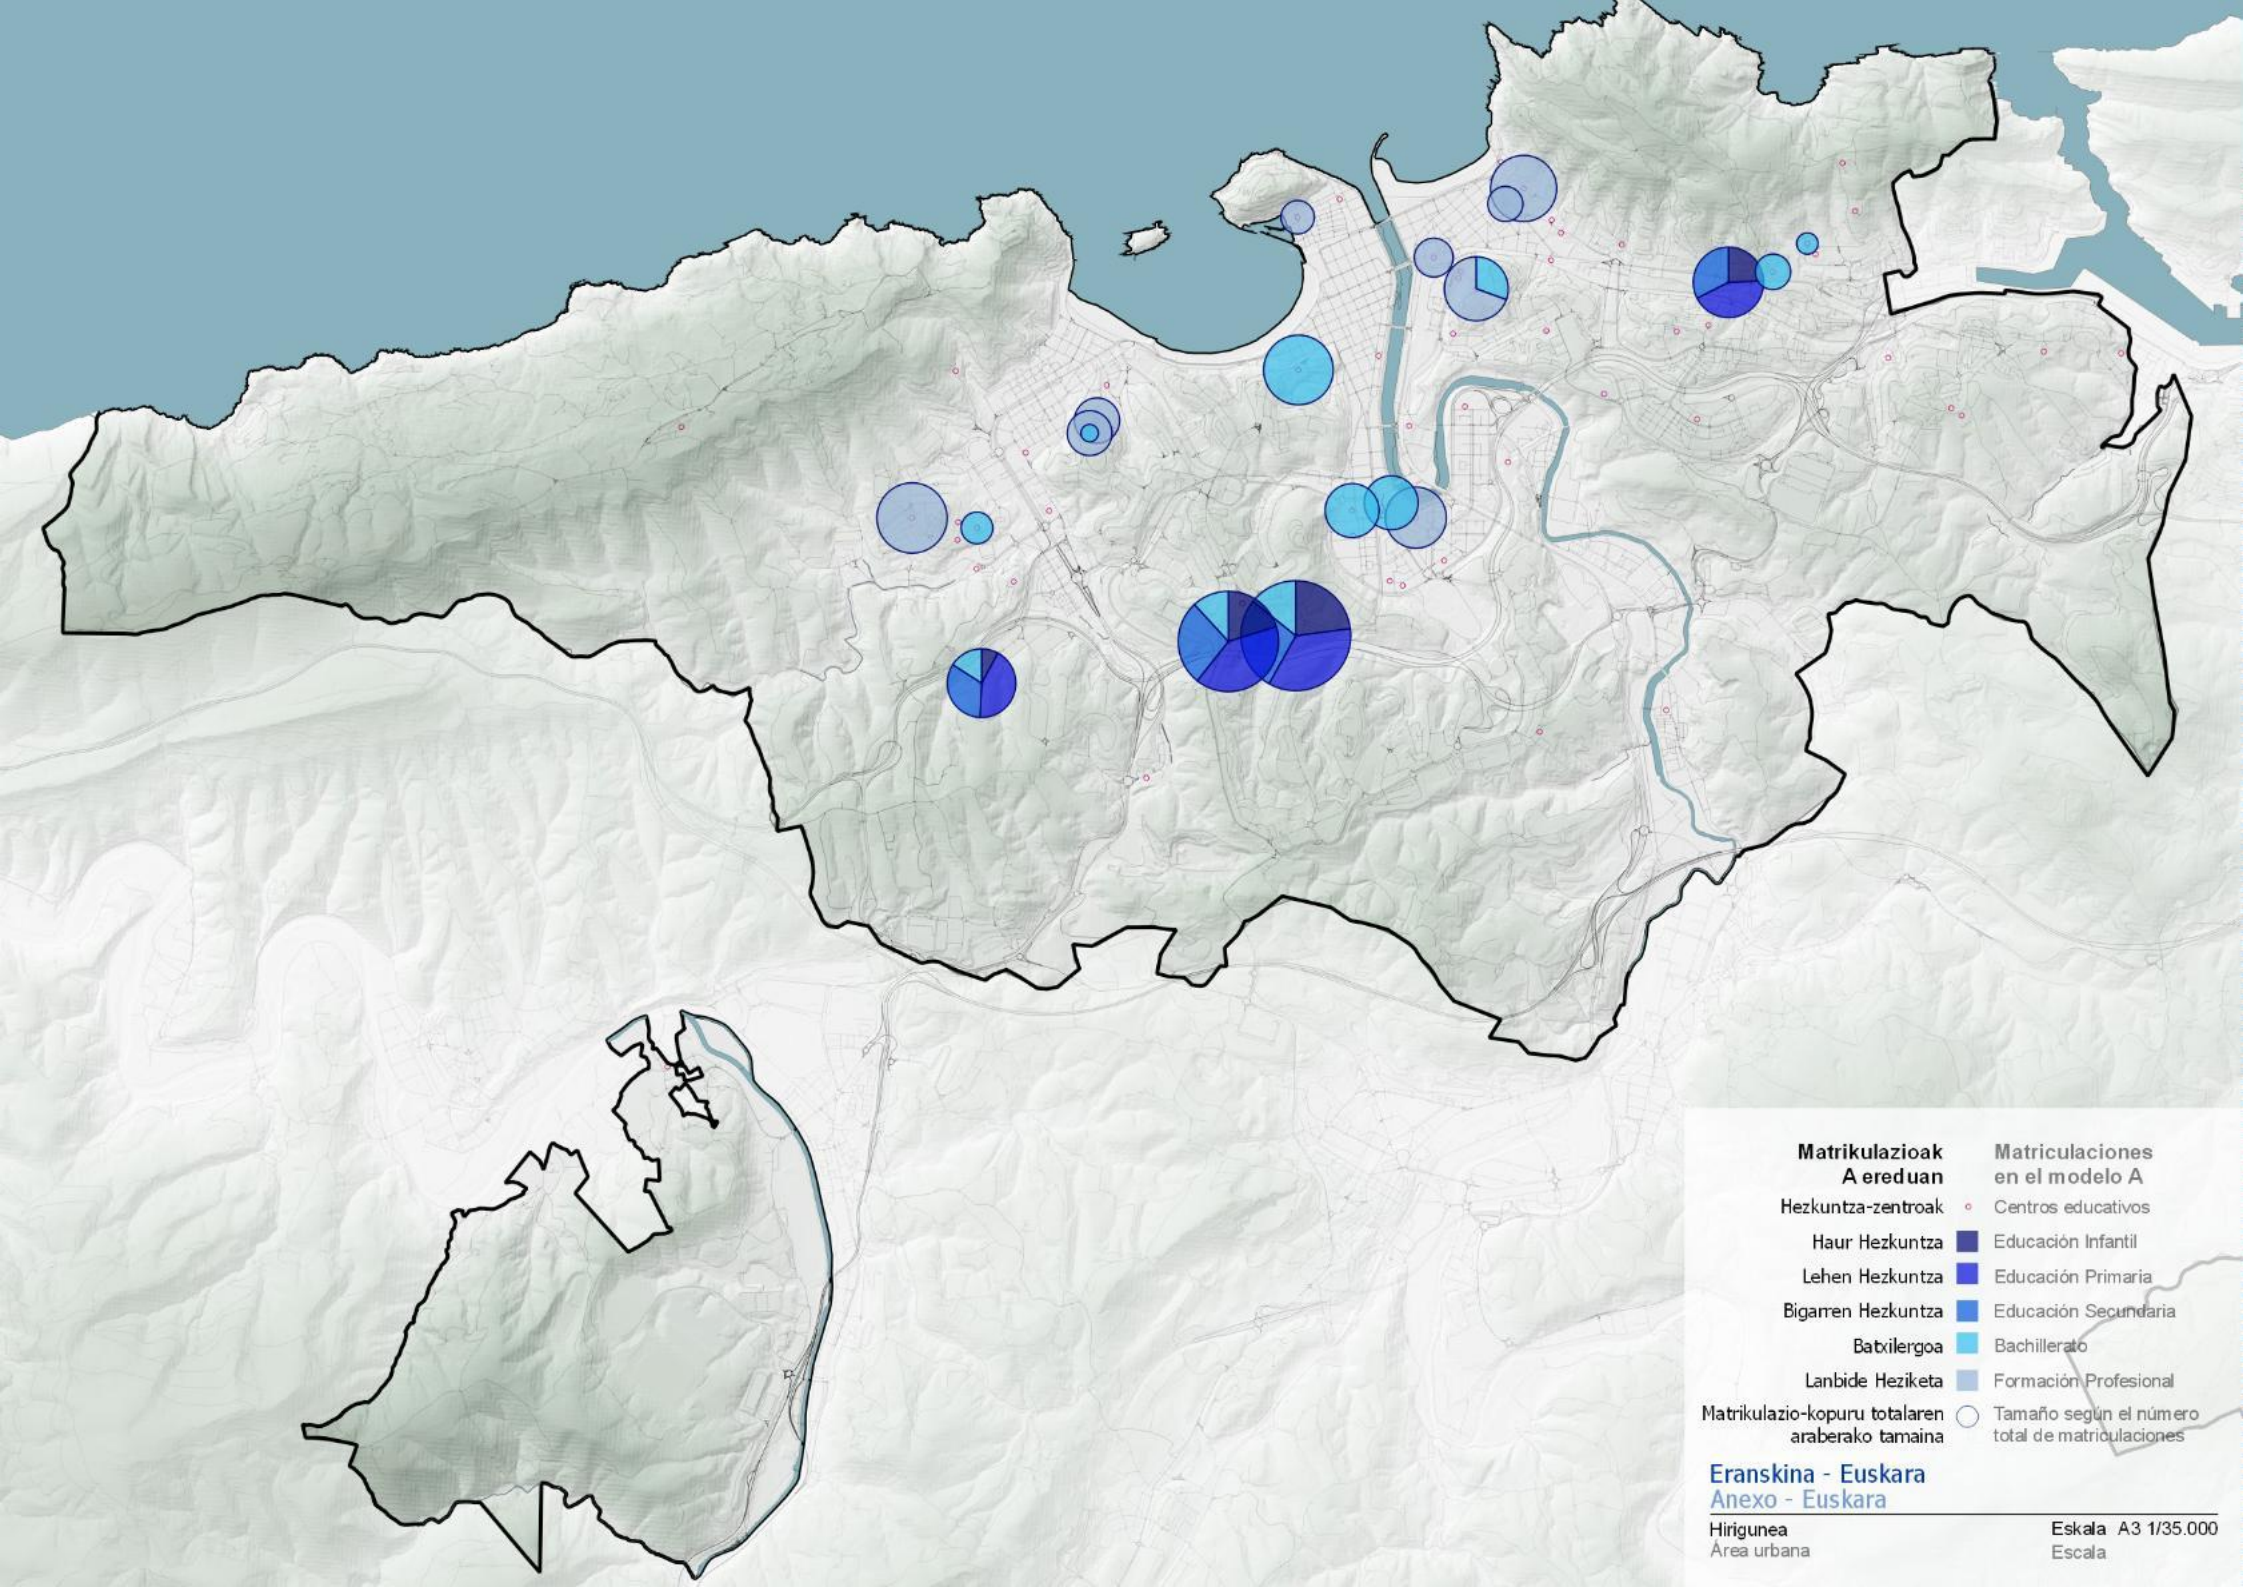 Matrikulazioak Matriculaciones
A ereduan en el modelo A
Hezkuntza-zentroak Centros educativos
Haur Hezkuntza Educación Infantil
Lehen Hezkuntza Educación Primaria
Bigarren Hezkuntza Educación Secundaria
Batxilergoa Bachillerato
Lanbide Heziketa Formación Profesional
Matrikulazio-kopuru totalaren Tamaño según el número
araberako tamaina total de matriculaciones
Eranskina - Euskara
Anexo - Euskara
Hirigunea Eskala A3 1/35.000
Área urbana Escala